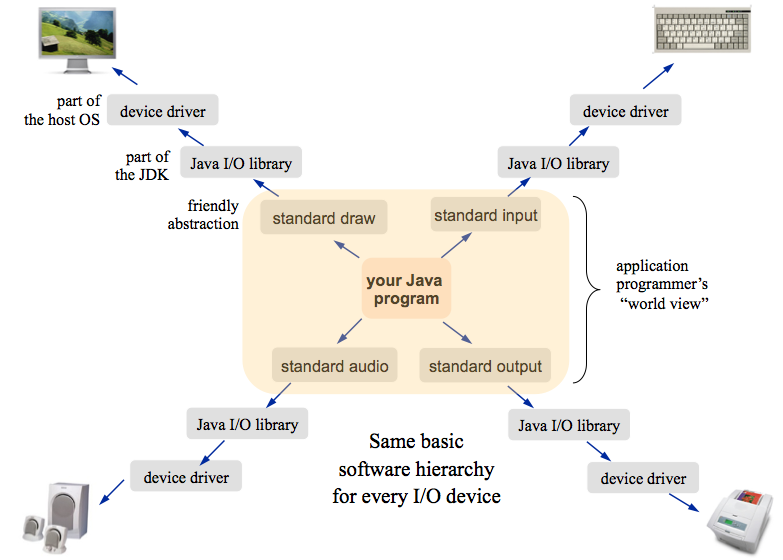 part of
the host OS
device driver
device driver
part of
the JDK
Java I/O library
Java I/O library
friendly
abstraction
standard draw
standard input
your Java
program
application
programmer’s
“world view”
standard audio
standard output
Java I/O library
Java I/O library
Same basic
software hierarchy
for every I/O device
device driver
device driver